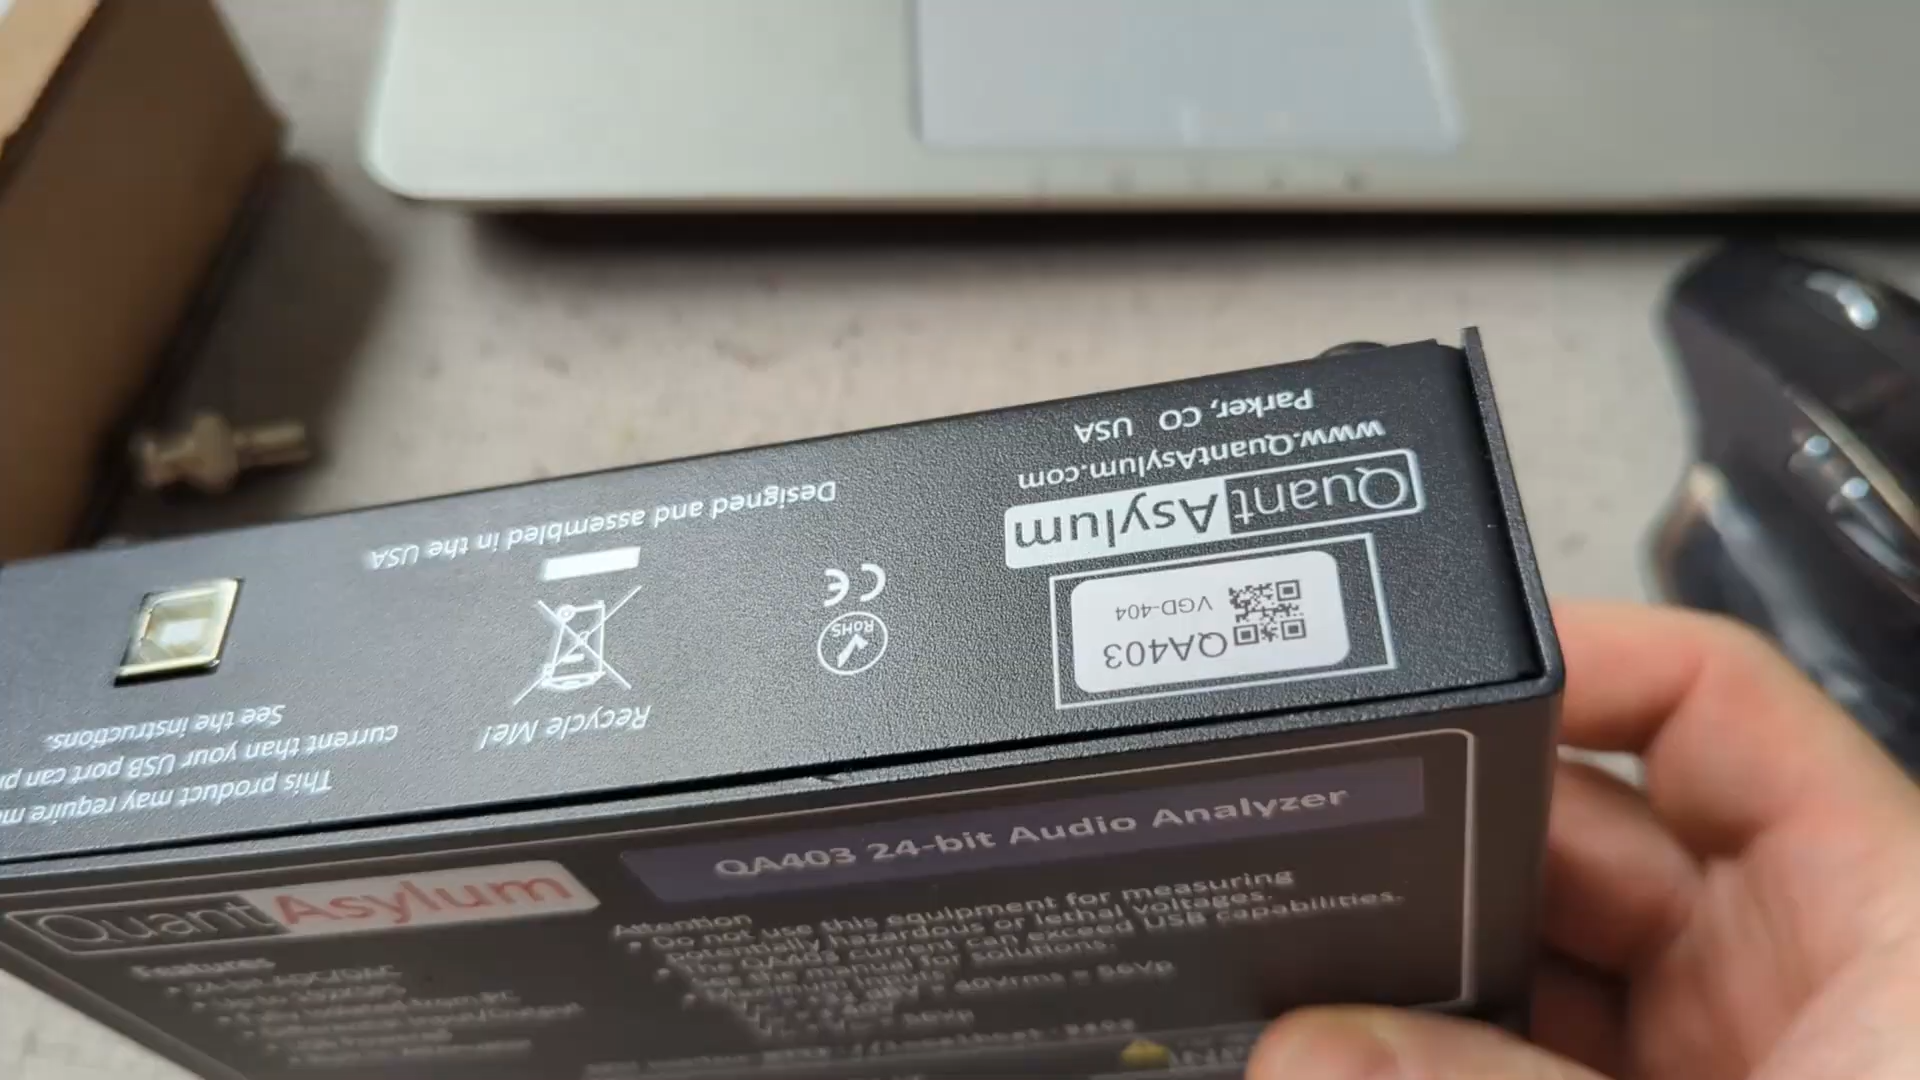 This product may require
current than your USB port can
See the instructions.
Recycle Me!
Designed and assembled in the USA
CE
RoHS
QA403
VGD-404
QuantAsylum
www.QuantAsylum.com
Parker, CO USA
QuantAsylum
Features
QA403 24-bit Audio Analyzer
Attention
• Do not use this equipment for measuring
potentially hazardous or lethal voltages.
• The QA403 current can exceed USB capabilities.
See the manual for solutions.
• Maximum Inputs